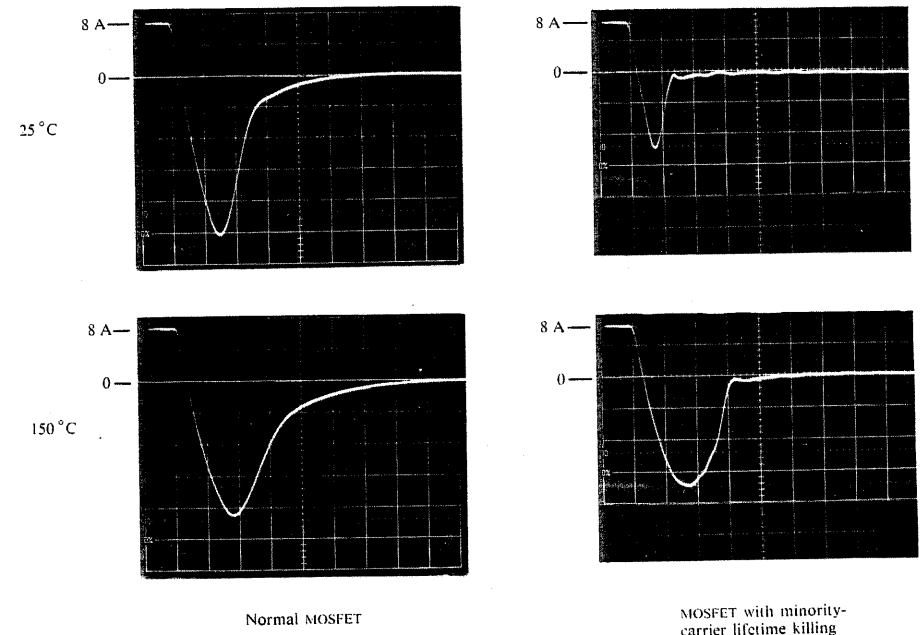 8 A—
0—
25 °C
8 A—
0—
8 A—
0—
150 °C
8 A—
0—
Normal MOSFET
MOSFET with minority-
carrier lifetime killing